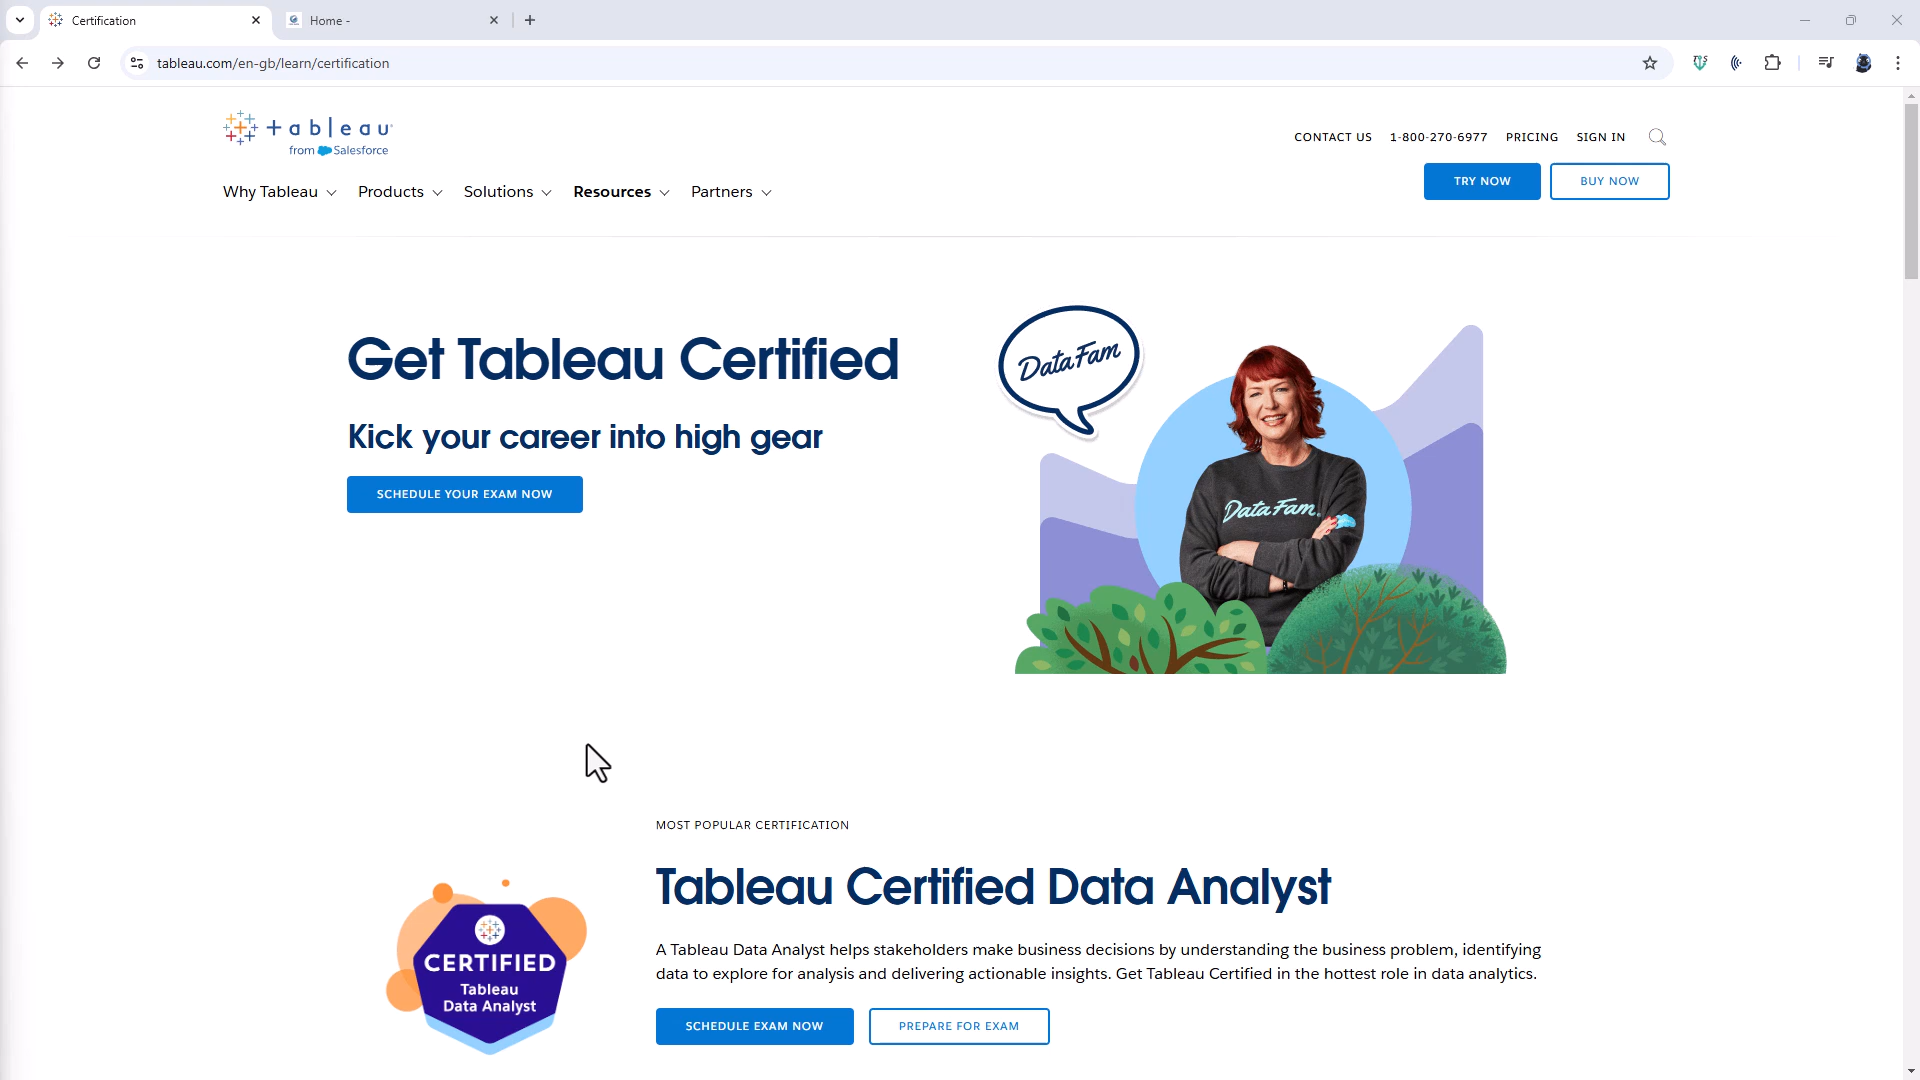 Certification
Home -
tableau.com/en-gb/learn/certification
+ableau
from Salesforce
CONTACT US
1-800-270-6977
PRICING
SIGN IN
Why Tableau
Products
Solutions
Resources
Partners
TRY NOW
BUY NOW
Get Tableau Certified
Kick your career into high gear
SCHEDULE YOUR EXAM NOW
DataFam
DataFam
MOST POPULAR CERTIFICATION
Tableau Certified Data Analyst
A Tableau Data Analyst helps stakeholders make business decisions by understanding the business problem, identifying
data to explore for analysis and delivering actionable insights. Get Tableau Certified in the hottest role in data analytics.
CERTIFIED
Tableau
Data Analyst
SCHEDULE EXAM NOW
PREPARE FOR EXAM